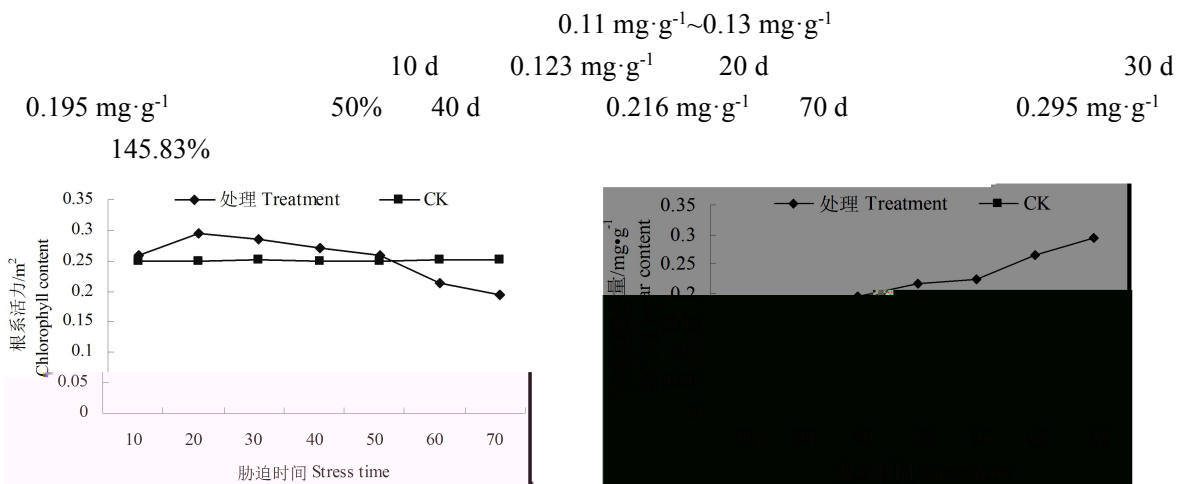 0.11 mg·g-1~0.13 mg·g-1
10 d 0.123 mg·g-1 20 d 30 d
0.195 mg·g-1 50% 40 d 0.216 mg·g-1 70 d 0.295 mg·g-1
145.83%
处理 Treatment CK
0.35
0.3
0.25
0.2
0.15
0.1
0.05
0
根系活力/m²
Chlorophyll content
10 20 30 40 50 60 70
胁迫时间 Stress time
处理 Treatment CK
0.35
0.3
0.25
0.2
量/mg•g-1
ar content